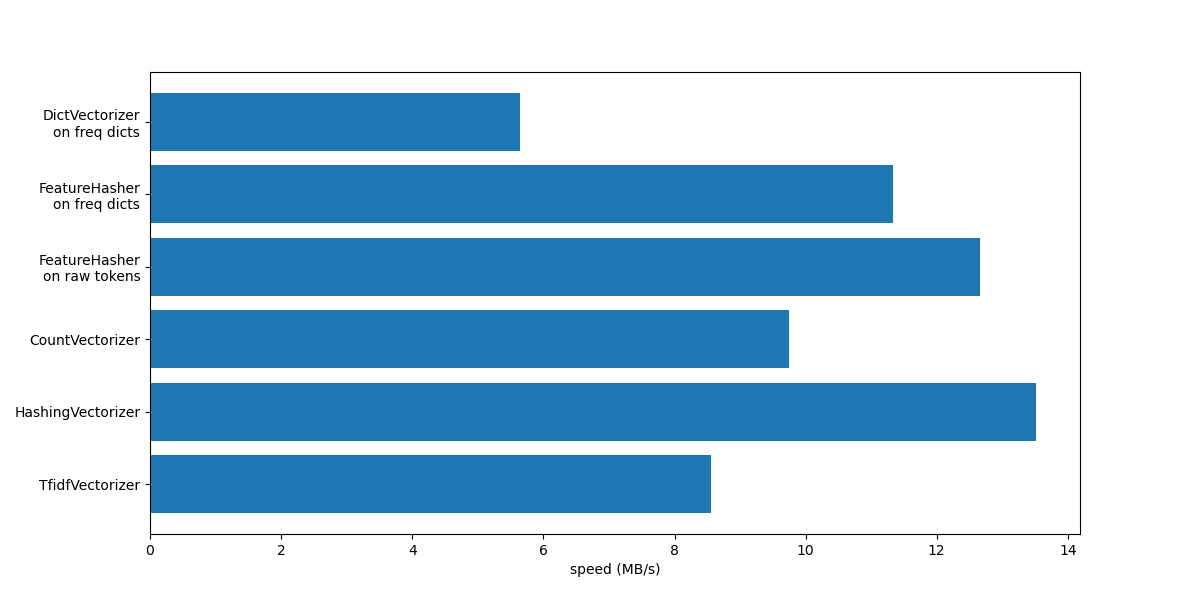 DictVectorizer
on freq dicts
FeatureHasher
on freq dicts
FeatureHasher
on raw tokens
CountVectorizer
HashingVectorizer
TfidfVectorizer
0 2 4 6 8 10 12 14
speed (MB/s)